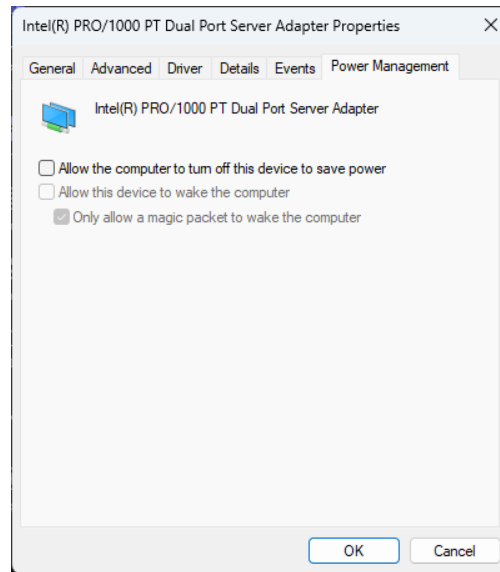 Intel(R) PRO/1000 PT Dual Port Server Adapter Properties
General Advanced Driver Details Events Power Management
Intel(R) PRO/1000 PT Dual Port Server Adapter
Allow the computer to turn off this device to save power
Allow this device to wake the computer
Only allow a magic packet to wake the computer
OK Cancel